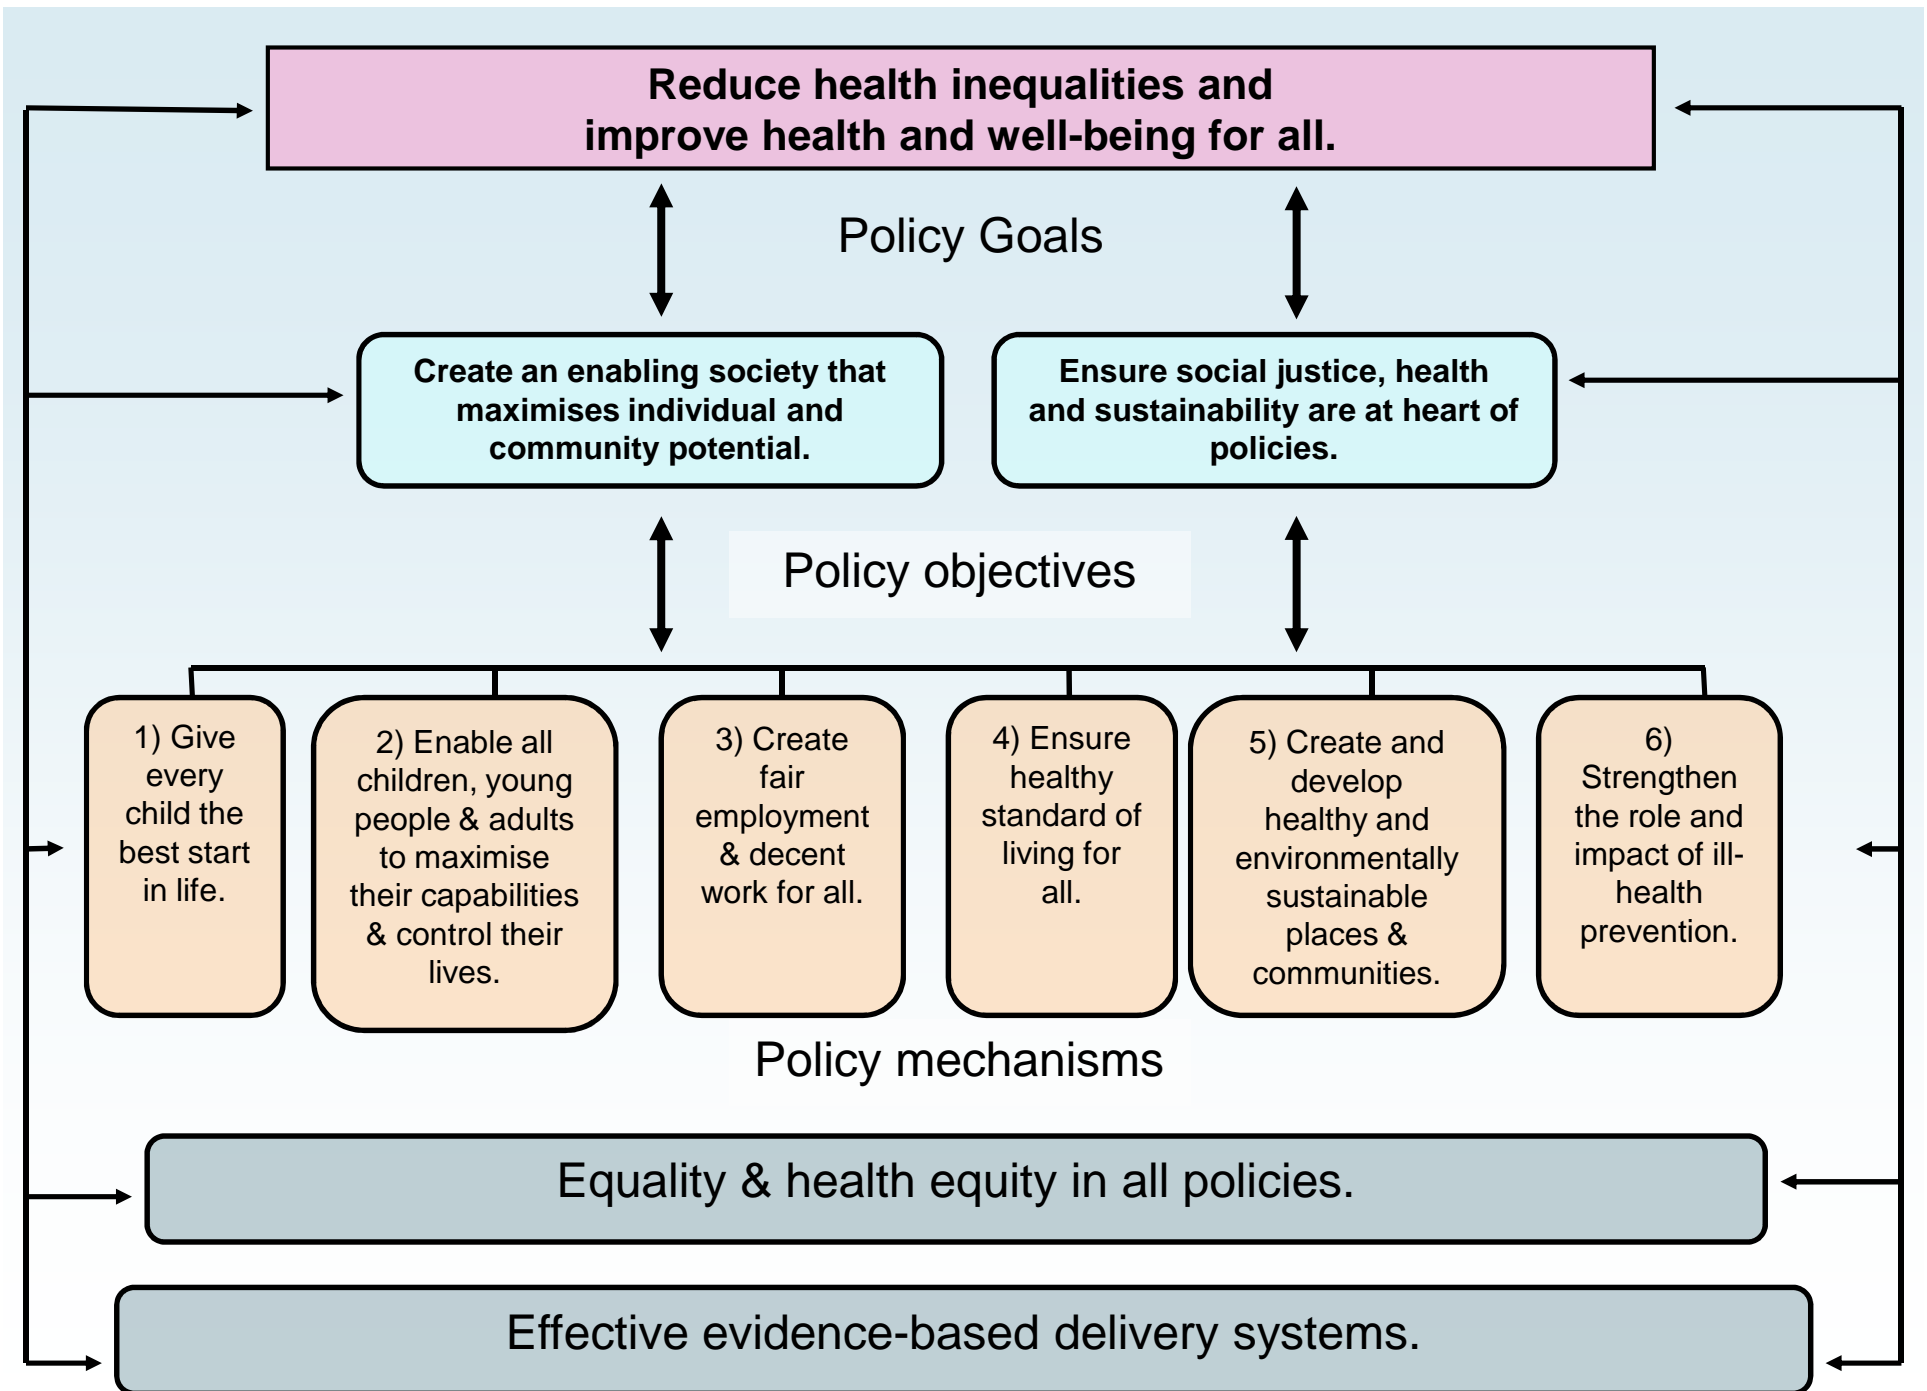 Reduce health inequalities and
improve health and well-being for all.
Policy Goals
Create an enabling society that
maximises individual and
community potential.
Ensure social justice, health
and sustainability are at heart of
policies.
Policy objectives
1) Give
every
child the
best start
in life.
2) Enable all
children, young
people & adults
to maximise
their capabilities
& control their
lives.
3) Create
fair
employment
& decent
work for all.
4) Ensure
healthy
standard of
living for
all.
5) Create and
develop
healthy and
environmentally
sustainable
places &
communities.
6)
Strengthen
the role and
impact of ill-
health
prevention.
Policy mechanisms
Equality & health equity in all policies.
Effective evidence-based delivery systems.